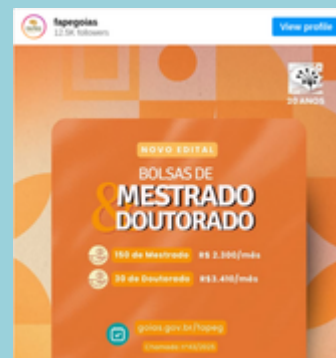 fapegoias
12.5K followers
View profile
20 ANOS
NOVO EDITAL
BOLSAS DE
& MESTRADO
DOUTORADO
150 de Mestrado R$ 2.300/mês
30 de Doutorado R$3.410/mês
goias.gov.br/fapeg